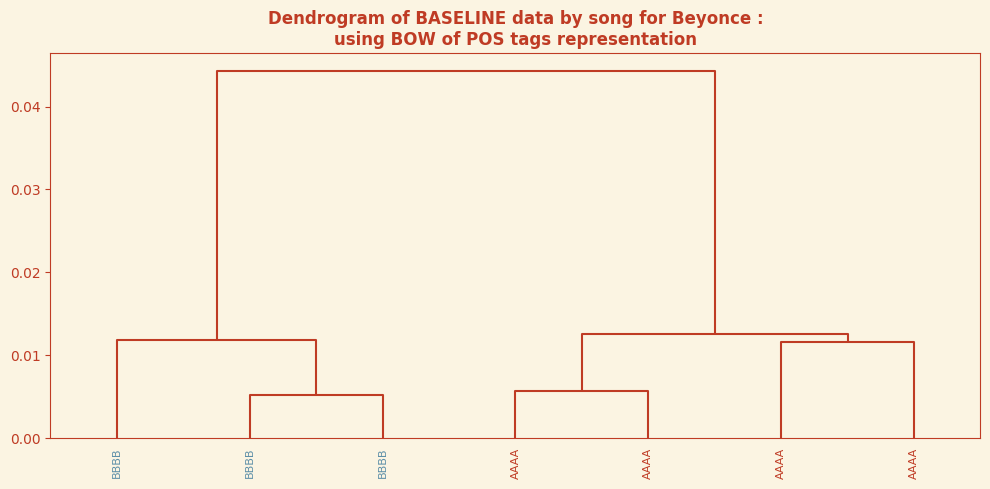 Dendrogram of BASELINE data by song for Beyonce :
using BOW of POS tags representation
0.04
0.03
0.02
0.01
0.00
BBBB
BBBB
BBBB
AAAA
AAAA
AAAA
AAAA